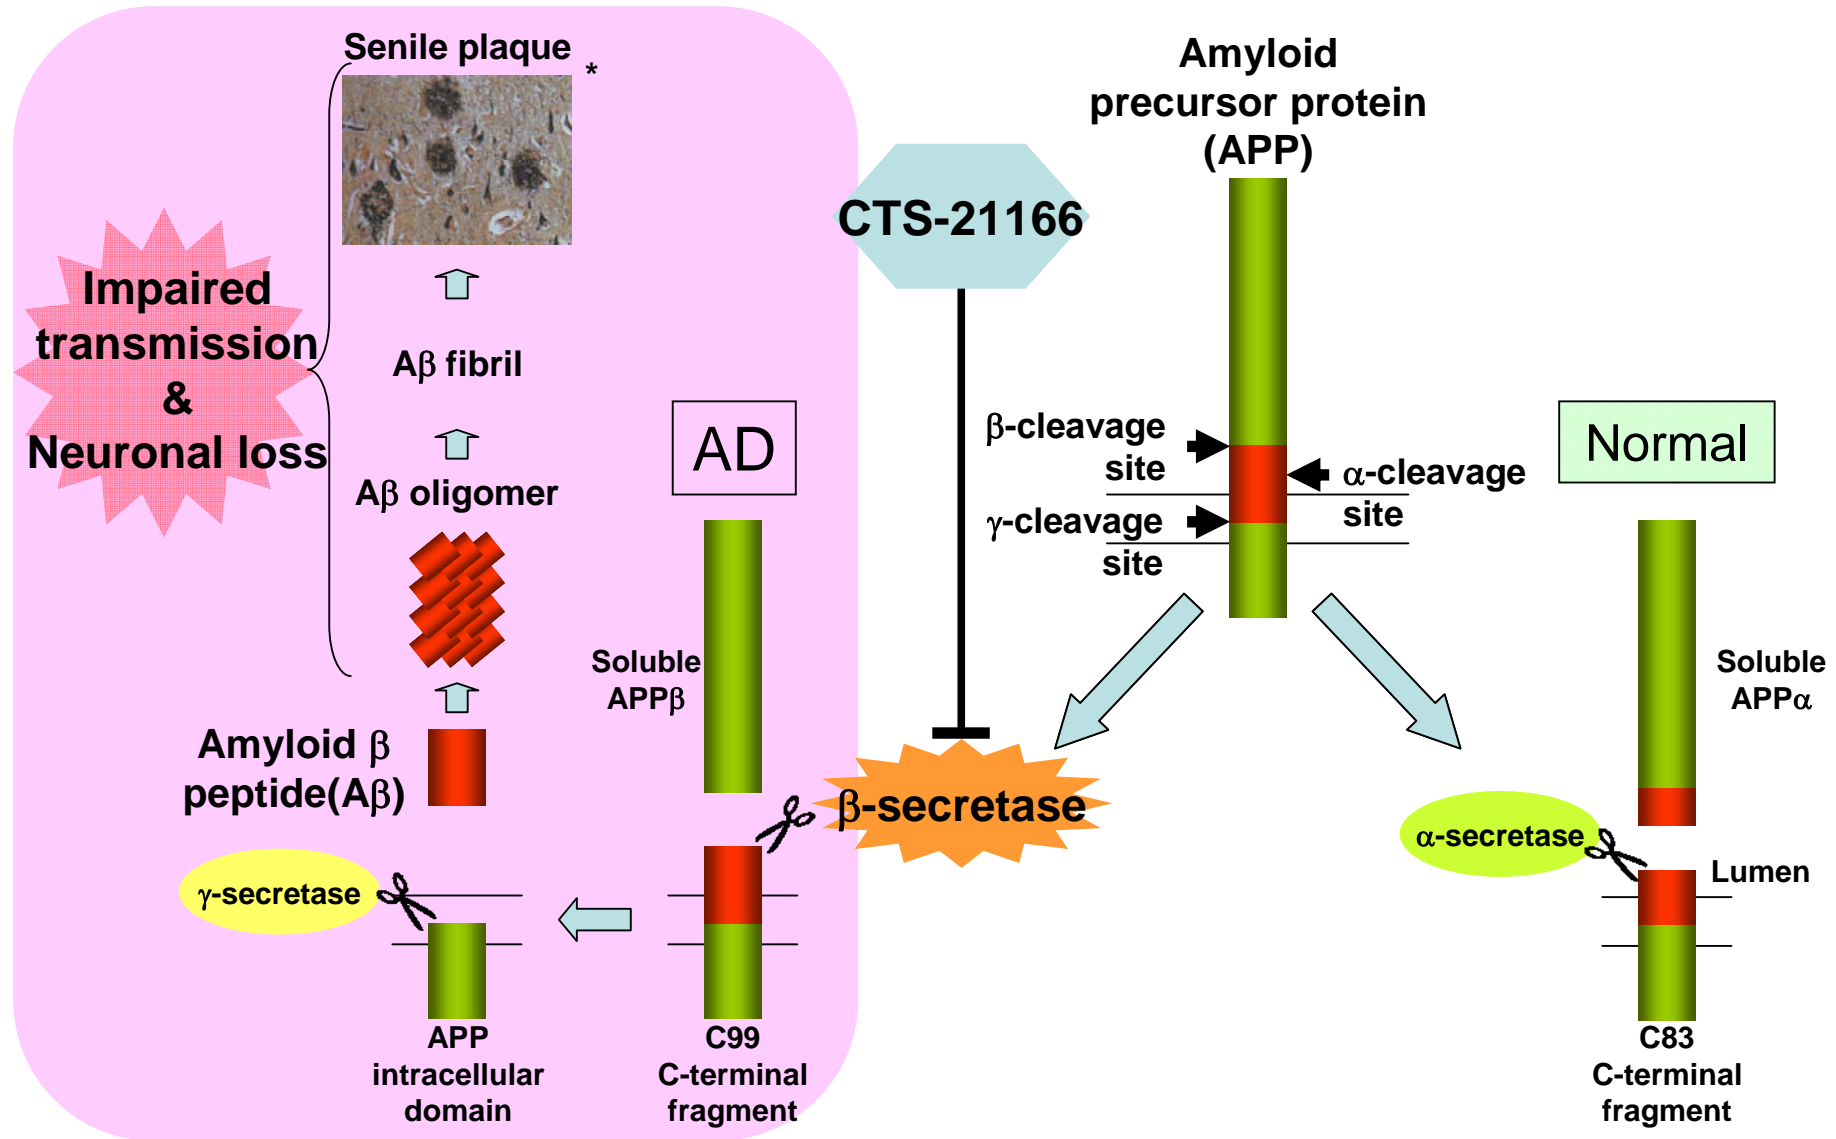 Senile plaque
*
Impaired
transmission
&
Neuronal loss
Aβ fibril
Aβ oligomer
AD
Soluble
APPβ
Amyloid β
peptide(Aβ)
γ-secretase
APP
intracellular
domain
C99
C-terminal
fragment
CTS-21166
β-secretase
Amyloid
precursor protein
(APP)
β-cleavage
site
γ-cleavage
site
α-cleavage
site
Normal
Soluble
APPα
α-secretase
Lumen
C83
C-terminal
fragment